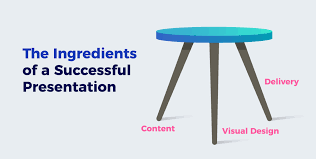 The Ingredients
of a Successful
Presentation
Delivery
Content
Visual Design